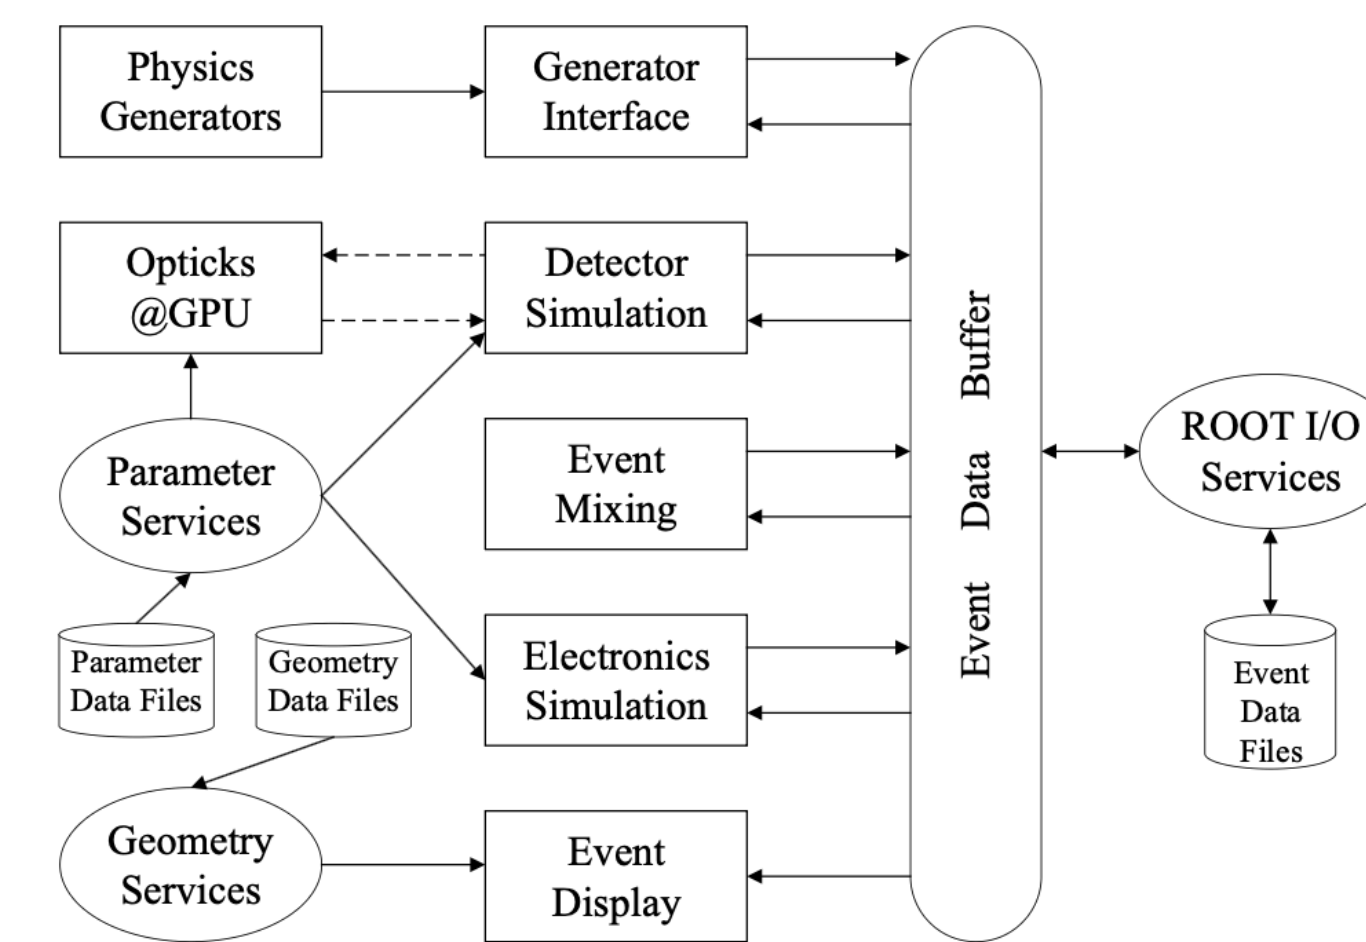 Physics
Generators
Generator
Interface
Opticks
@GPU
Detector
Simulation
Parameter
Services
Event
Mixing
Parameter
Data Files
Geometry
Data Files
Electronics
Simulation
Geometry
Services
Event
Display
Event Data Buffer
ROOT I/O
Services
Event
Data
Files